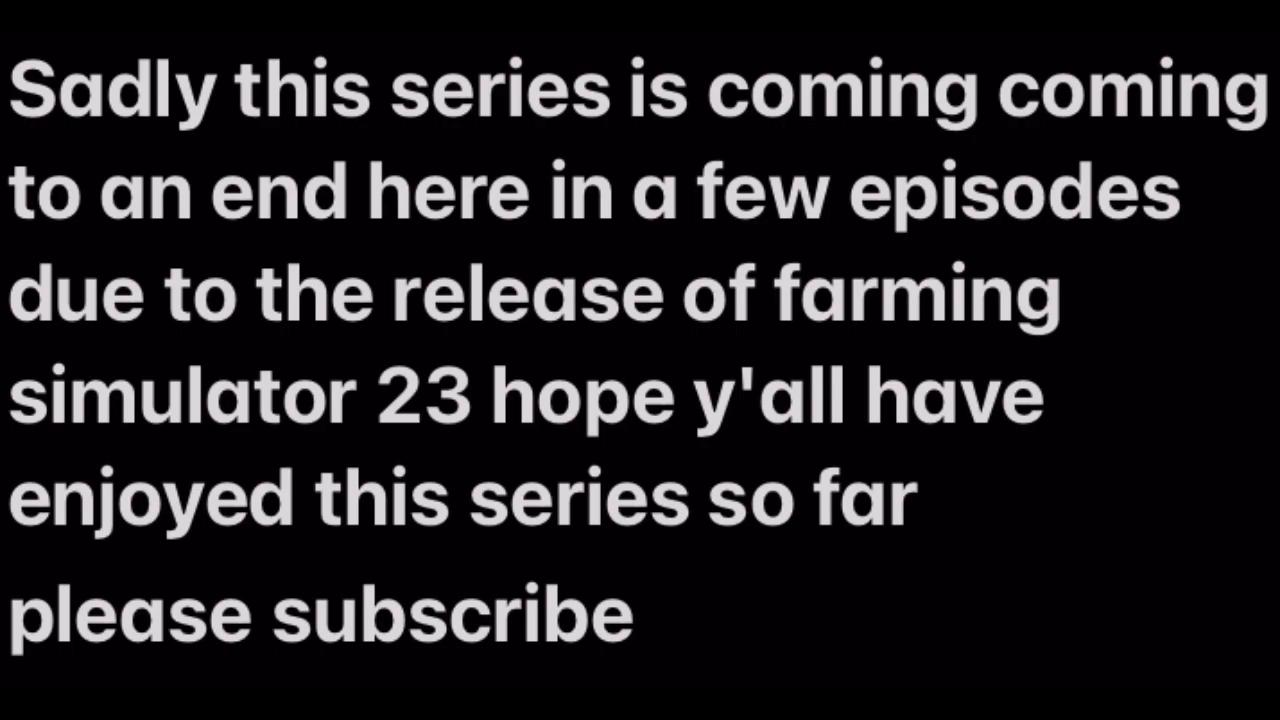 Sadly this series is coming coming
to an end here in a few episodes
due to the release of farming
simulator 23 hope y'all have
enjoyed this series so far
please subscribe